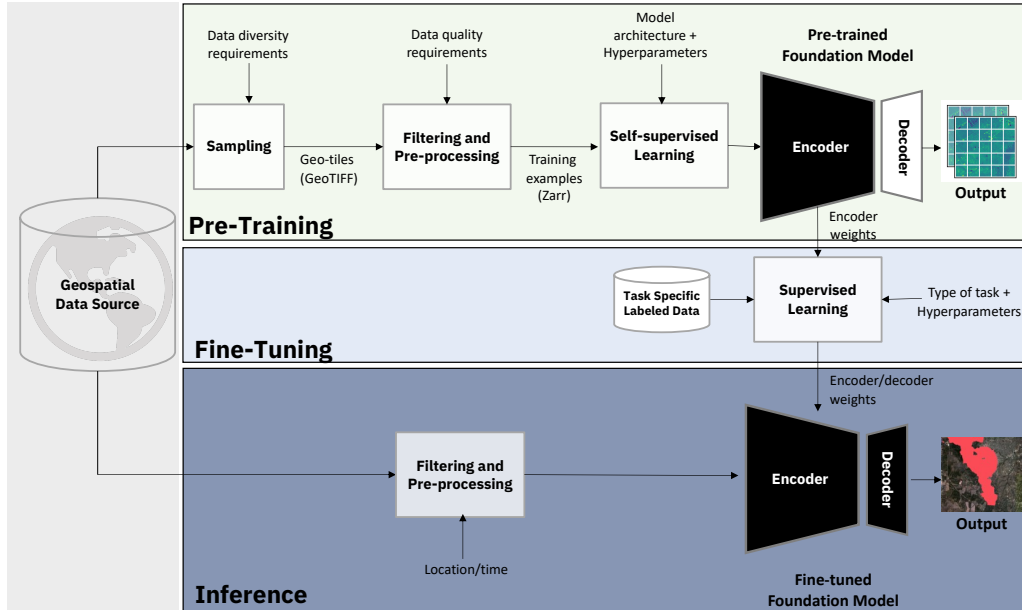 Data diversity
requirements
Data quality
requirements
Model
architecture +
Hyperparameters
Pre-trained
Foundation Model
Sampling
Geo-tiles
(GeoTIFF)
Filtering and
Pre-processing
Training
examples
(Zarr)
Self-supervised
Learning
Encoder
Decoder
Output
Pre-Training
Encoder
weights
Geospatial
Data Source
Task Specific
Labeled Data
Supervised
Learning
Type of task +
Hyperparameters
Fine-Tuning
Encoder/decoder
weights
Filtering and
Pre-processing
Encoder
Decoder
Output
Location/time
Inference
Fine-tuned
Foundation Model